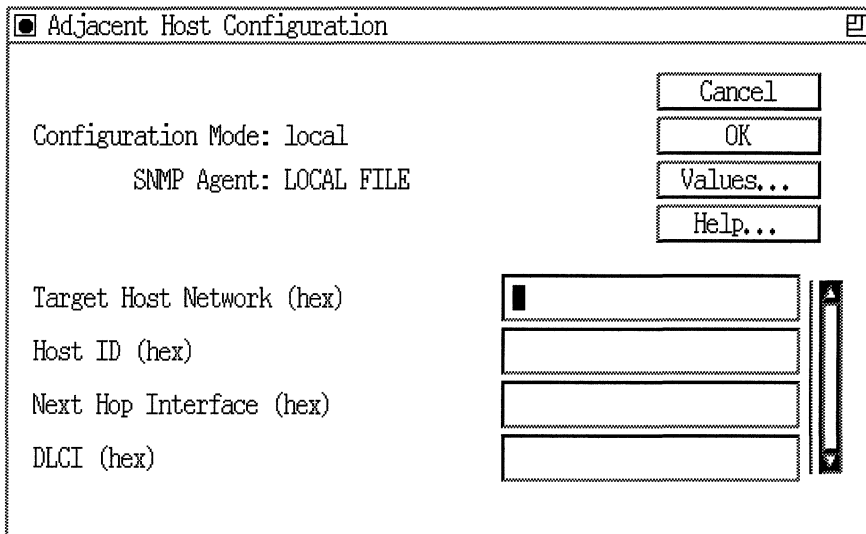 Adjacent Host Configuration
Cancel
Configuration Mode: local
OK
SNMP Agent: LOCAL FILE
Values...
Help...
Target Host Network (hex)
Host ID (hex)
Next Hop Interface (hex)
DLCI (hex)